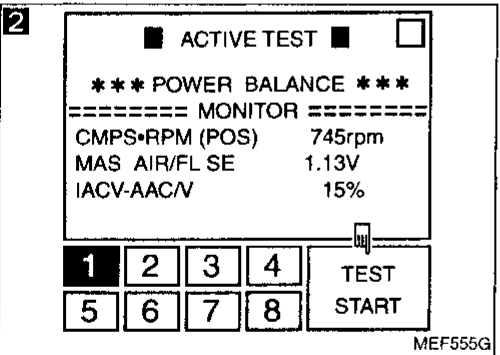 2
■ ACTIVE TEST ■
*** POWER BALANCE ***
======== MONITOR ========
CMPS•RPM (POS) 745rpm
MAS AIR/FL SE 1.13V
IACV-AAC/V 15%
1 2 3 4
5 6 7 8
TEST
START
MEF555G